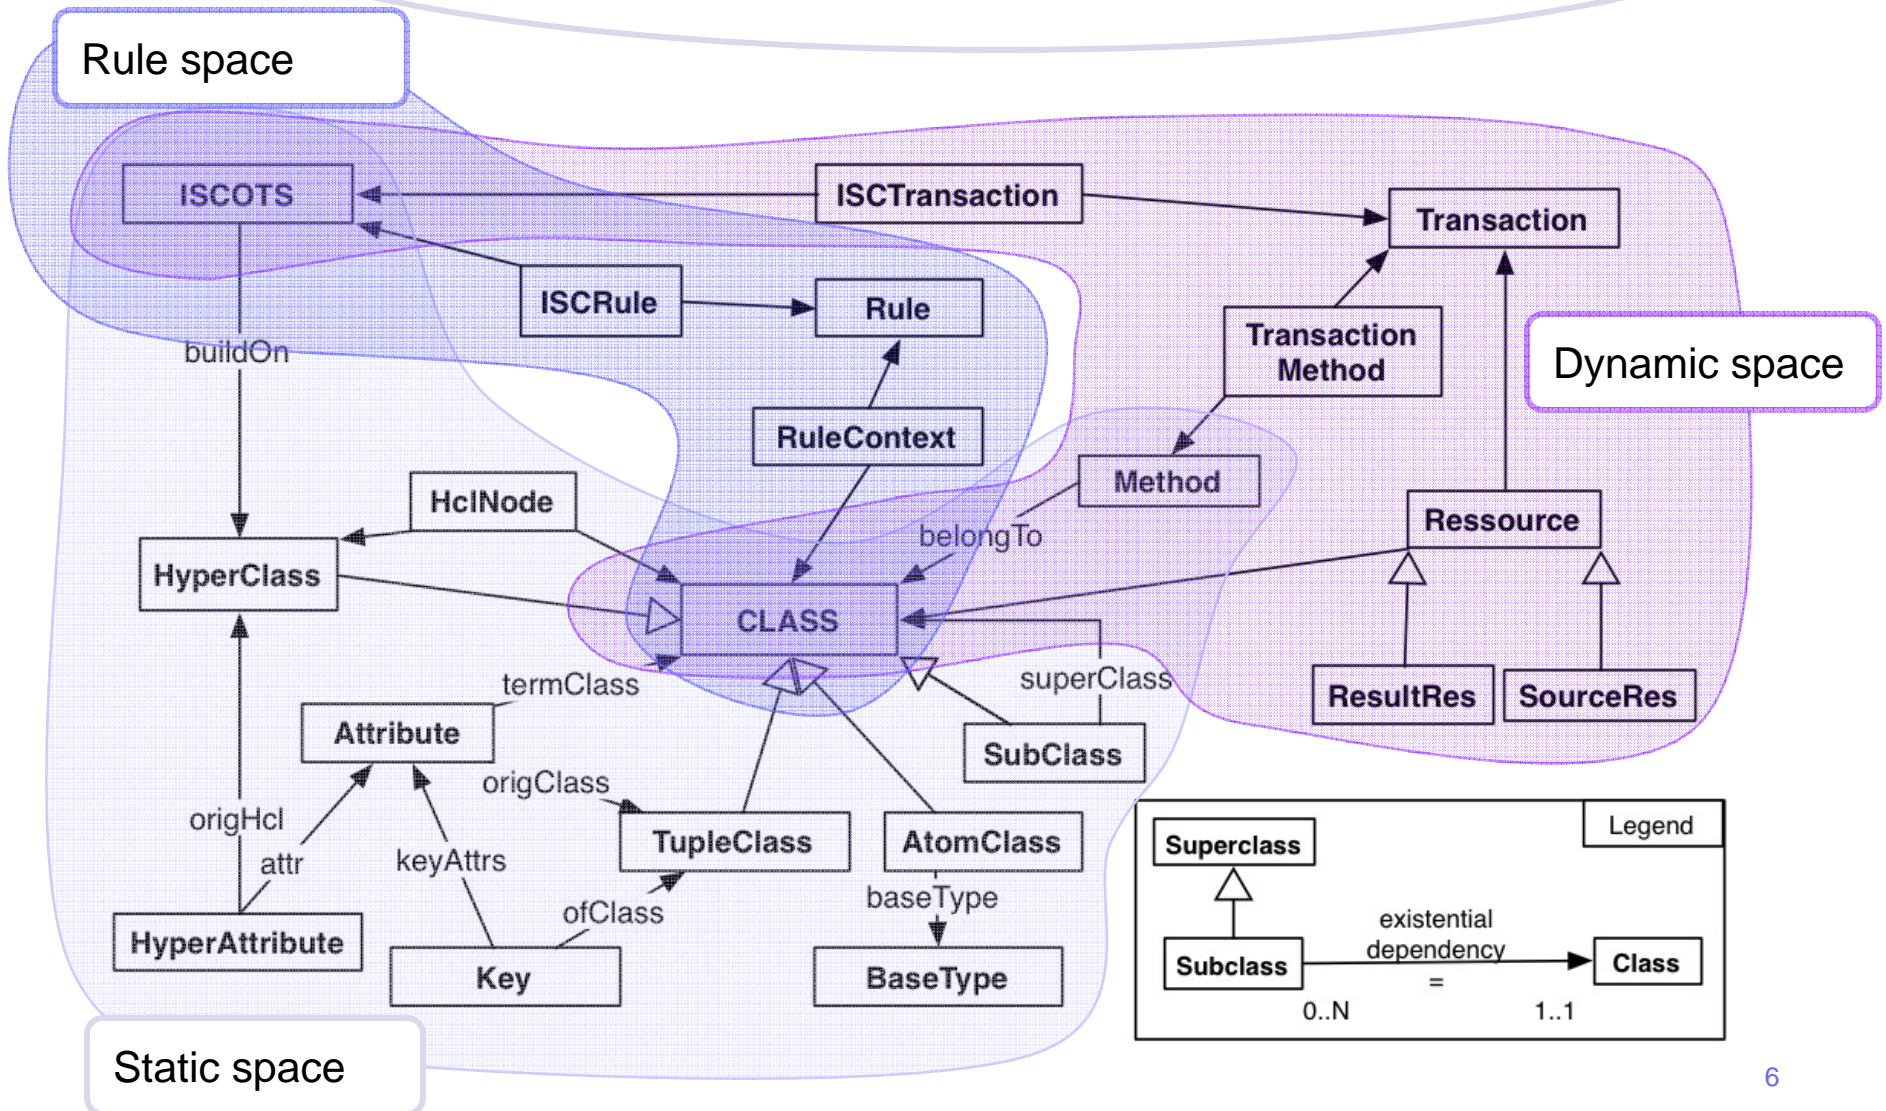 Rule space
ISCOTS
ISCTransaction
Transaction
ISCRule
Rule
Transaction
Method
Dynamic space
buildOn
RuleContext
Method
HclNode
Ressource
belongTo
HyperClass
CLASS
termClass
superClass
ResultRes
SourceRes
Attribute
SubClass
origClass
origHcl
attr
keyAttrs
TupleClass
AtomClass
baseType
ofClass
HyperAttribute
Key
BaseType
Legend
Superclass
existential
dependency
Subclass
Class
=
0..N
1..1
Static space
6